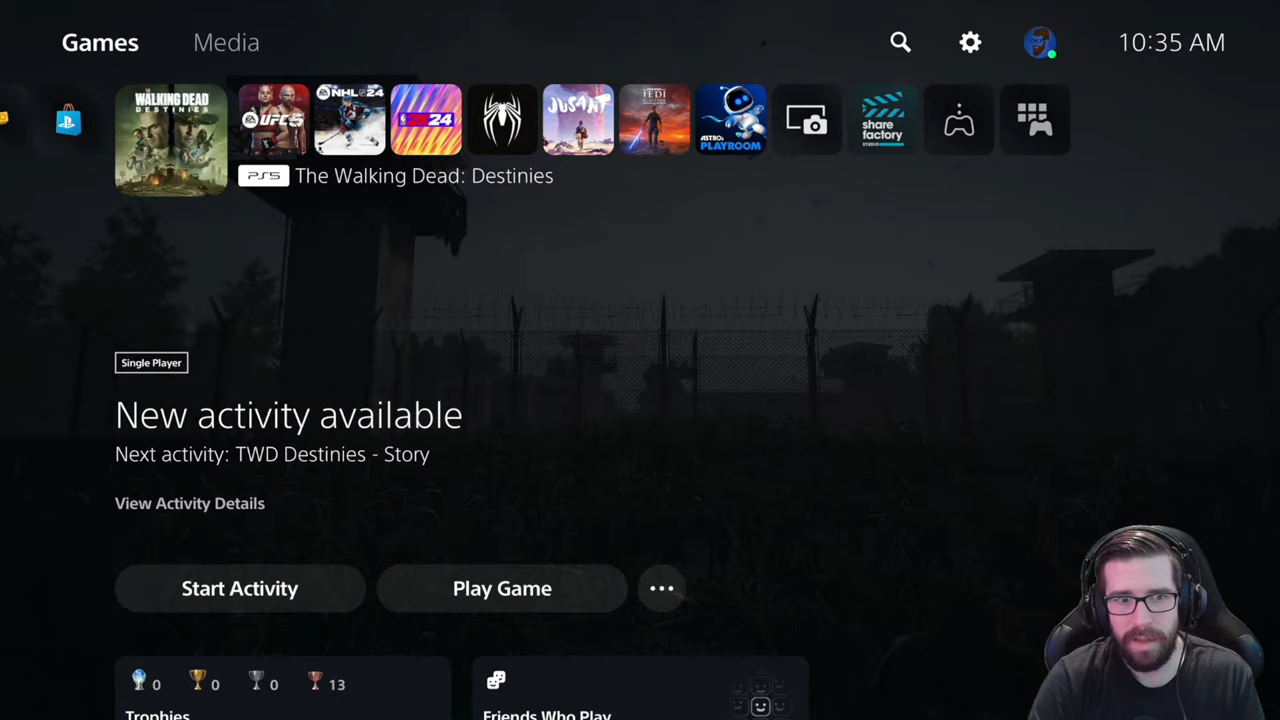 Games
Media
10:35 AM
THE WALKING DEAD
DESTINIES
UFC 5
EA NHL 24
2K24
JUSANT
JEDI
ASTRO's PLAYROOM
share factory
STUDIO
PS5 The Walking Dead: Destinies
Single Player
New activity available
Next activity: TWD Destinies - Story
View Activity Details
Start Activity
Play Game
0 0 0 13
Trophies
Friends Who Play